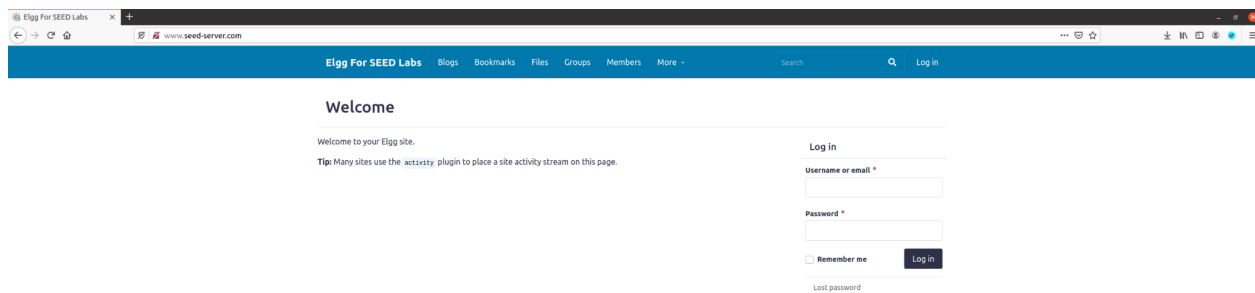 Elgg For SEED Labs
www.seed-server.com
Elgg For SEED Labs Blogs Bookmarks Files Groups Members More Search Log in
Welcome
Welcome to your Elgg site.
Tip: Many sites use the activity plugin to place a site activity stream on this page.
Log in
Username or email *
Password *
Remember me Log in
Lost password